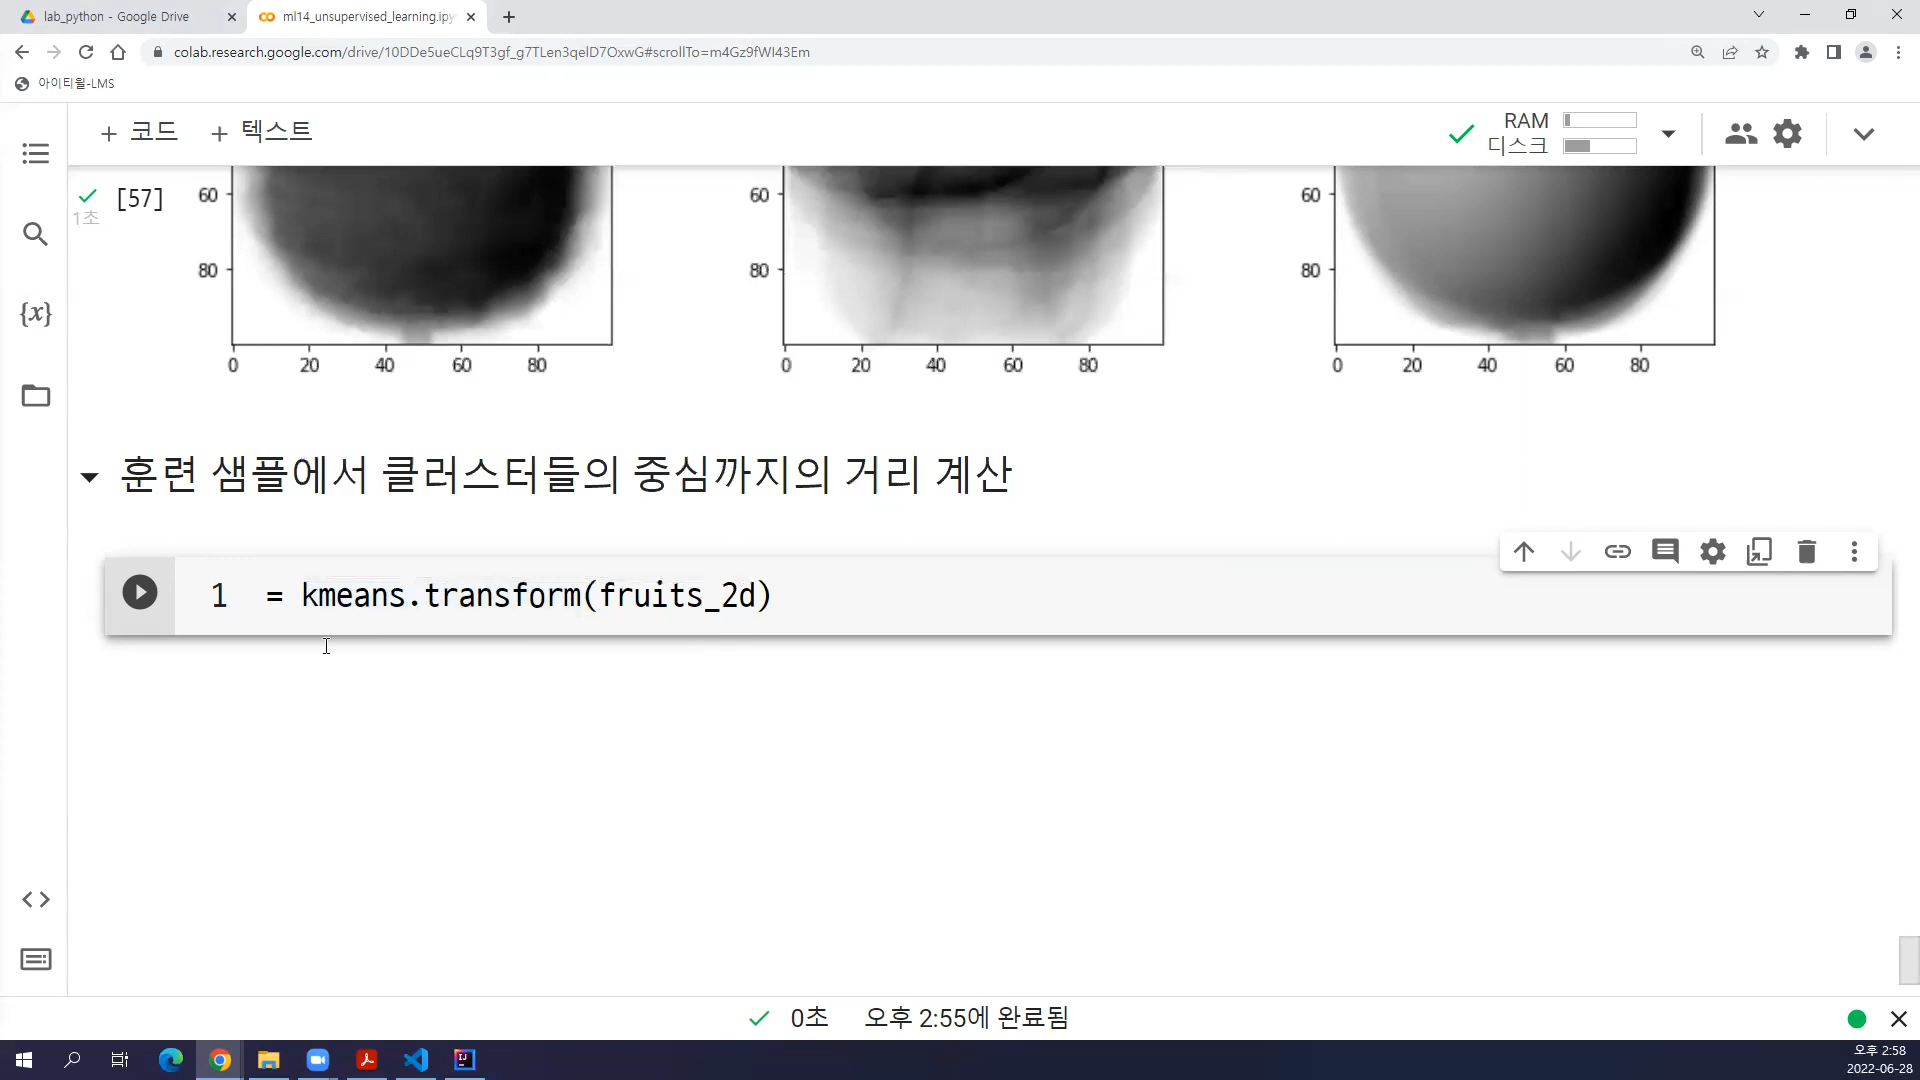 lab_python - Google Drive
ml14_unsupervised_learning.ipy
colab.research.google.com/drive/10DDe5ueCLq9T3gf_g7TLen3qelD7OxwG#scrollTo=m4Gz9fWI43Em
아이티윌-LMS
+ 코드 + 텍스트
RAM
디스크
[57]
1초
60 60 60
80 80 80
0 20 40 60 80 0 20 40 60 80 0 20 40 60 80
훈련 샘플에서 클러스터들의 중심까지의 거리 계산
1 = kmeans.transform(fruits_2d)
{x}
0초 오후 2:55에 완료됨
오후 2:58
2022-06-28